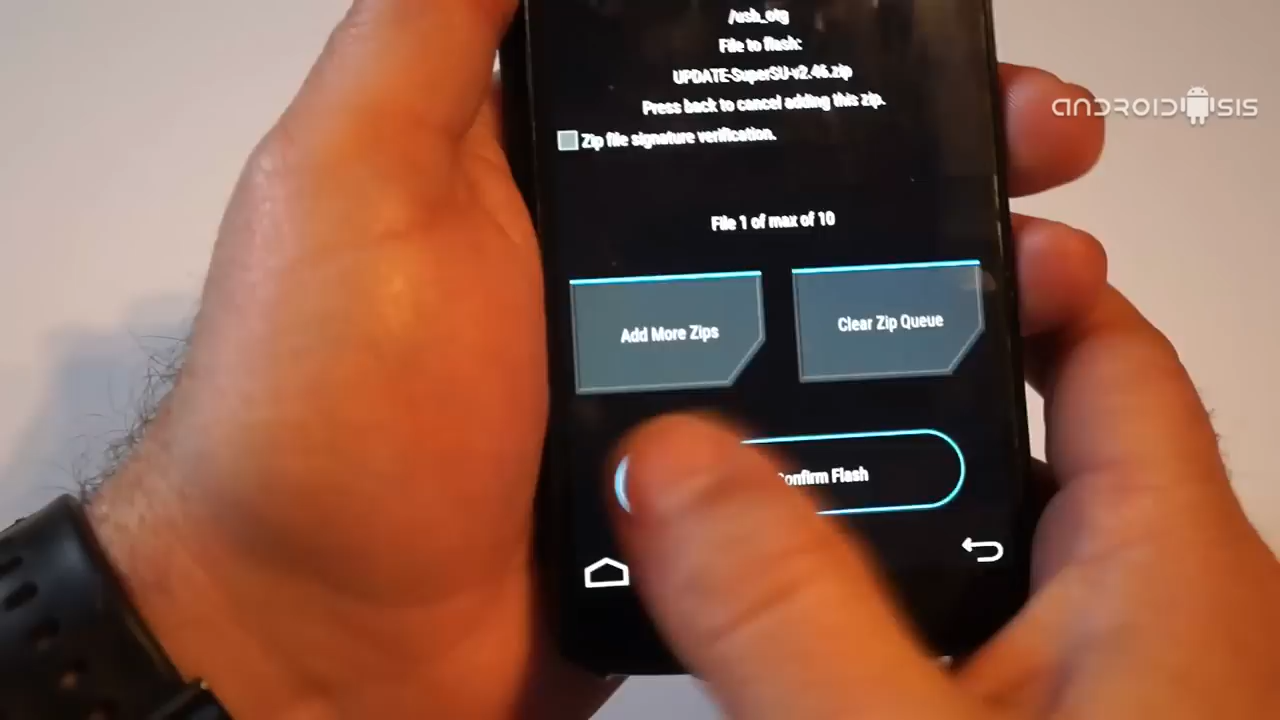 /usb_otg
File to flash:
UPDATE-SuperSU-v2.46.zip
Press back to cancel adding this zip.
Zip file signature verification.
File 1 of max of 10
Add More Zips
Clear Zip Queue
onfirm Flash
ANDROIDSIS